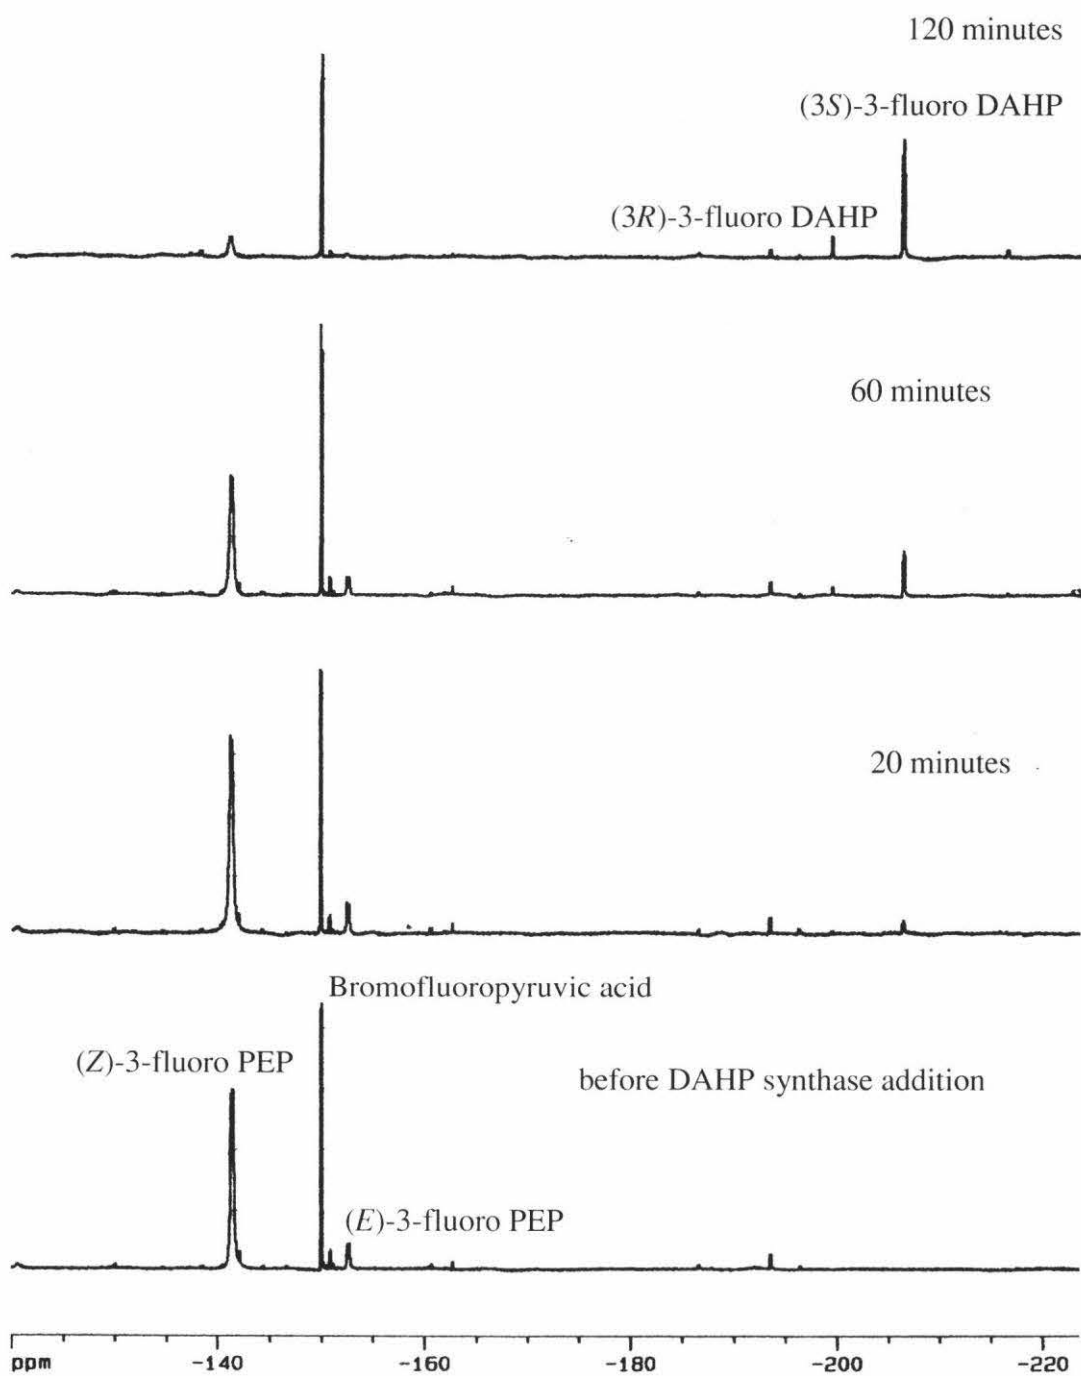 120 minutes
(3S)-3-fluoro DAHP
(3R)-3-fluoro DAHP
60 minutes
20 minutes
Bromofluoropyruvic acid
(Z)-3-fluoro PEP
before DAHP synthase addition
(E)-3-fluoro PEP
ppm -140 -160 -180 -200 -220